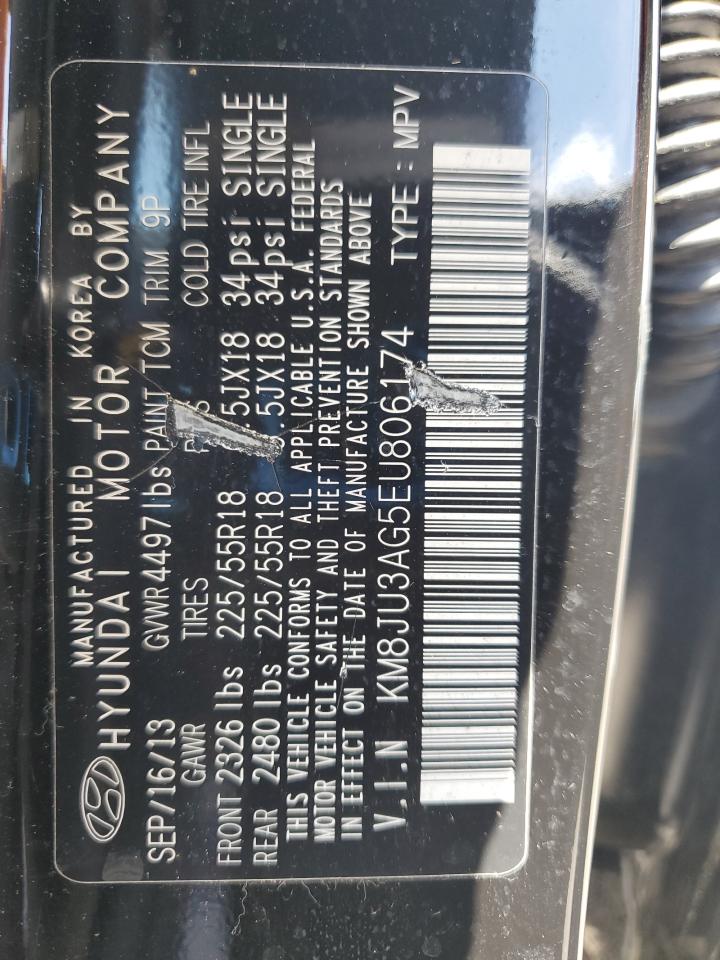 MANUFACTURED IN KOREA BY
HYUNDAI MOTOR COMPANY
SEP/16/13 GVWR 4497 lbs PAINT TCM TRIM 9P
GAWR TIRES COLD TIRE INFL
FRONT 2326 lbs 225/55R18 .5JX18 34psi SINGLE
REAR 2480 lbs 225/55R18 .5JX18 34psi SINGLE
THIS VEHICLE CONFORMS TO ALL APPLICABLE U.S.A. FEDERAL
MOTOR VEHICLE SAFETY AND THEFT PREVENTION STANDARDS
IN EFFECT ON THE DATE OF MANUFACTURE SHOWN ABOVE
V.I.N KM8JU3AG5EU806174 TYPE : MPV